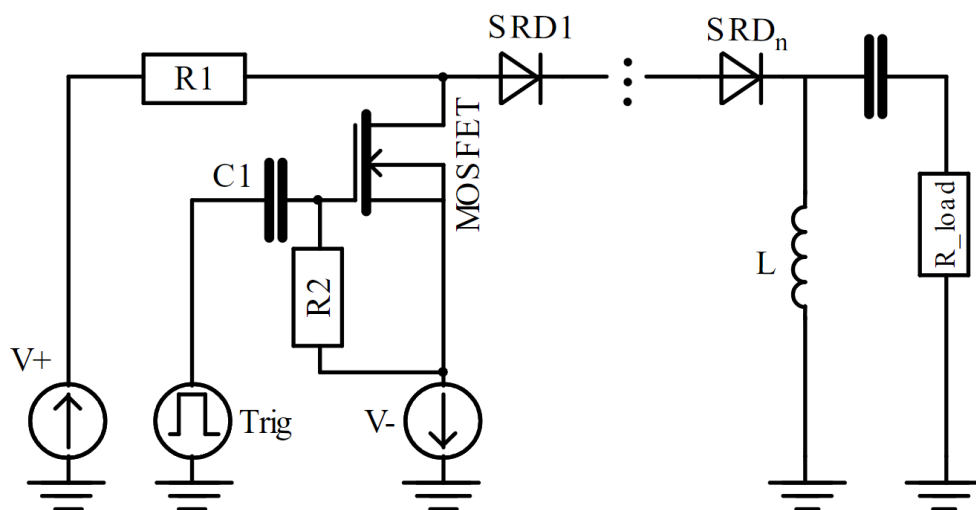 SRD1
SRDn
R1
C1
MOSFET
R2
L
R_load
V+
Trig
V-